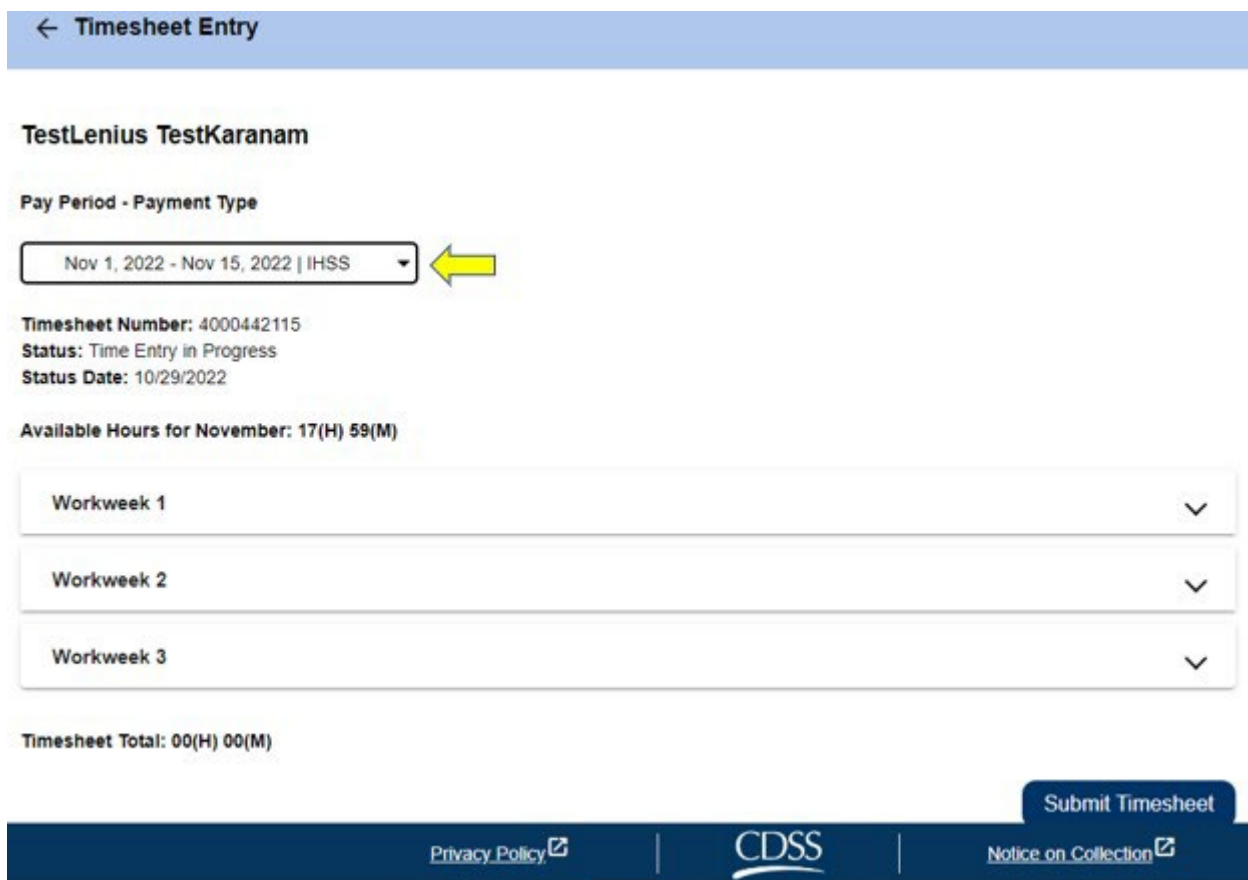 Timesheet Entry
TestLenius TestKaranam
Pay Period - Payment Type
Nov 1, 2022 - Nov 15, 2022 | IHSS
Timesheet Number: 4000442115
Status: Time Entry in Progress
Status Date: 10/29/2022
Available Hours for November: 17(H) 59(M)
Workweek 1
Workweek 2
Workweek 3
Timesheet Total: 00(H) 00(M)
Submit Timesheet
Privacy Policy | CDSS | Notice on Collection